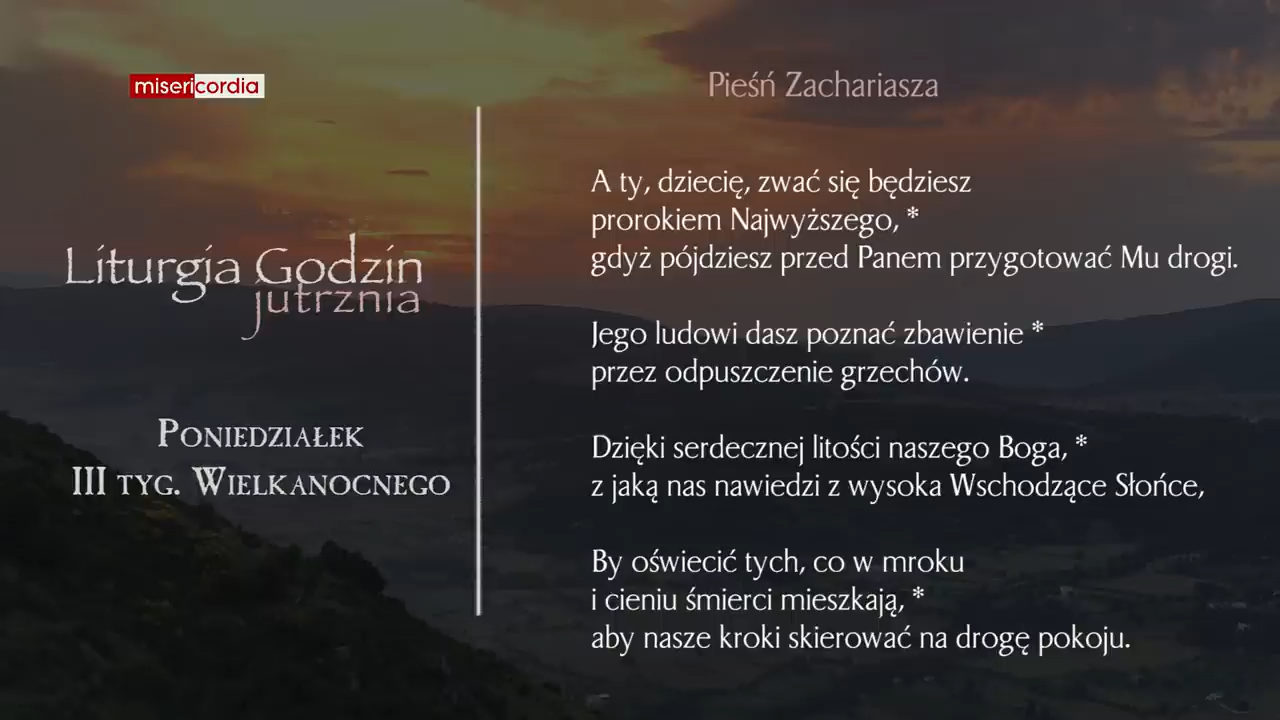 misericordia
Liturgia Godzin
jutrznia
Poniedziałek
III tyg. Wielkanocnego
Pieśń Zachariasza
A ty, dziecię, zwać się będziesz
prorokiem Najwyższego, *
gdyż pójdziesz przed Panem przygotować Mu drogi.
Jego ludowi dasz poznać zbawienie *
przez odpuszczenie grzechów.
Dzięki serdecznej litości naszego Boga, *
z jaką nas nawiedzi z wysoka Wschodzące Słońce,
By oświecić tych, co w mroku
i cieniu śmierci mieszkają, *
aby nasze kroki skierować na drogę pokoju.